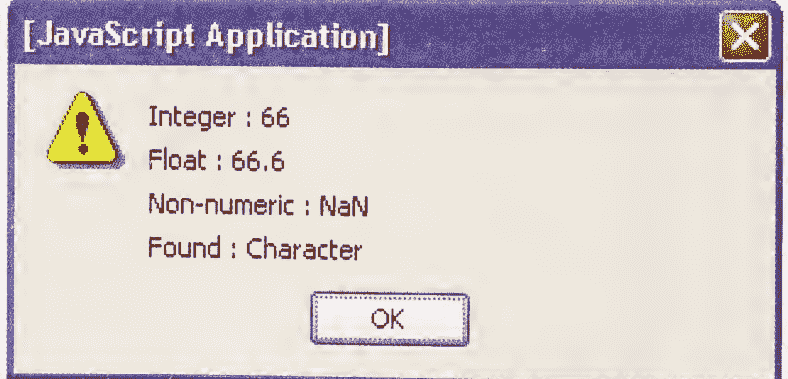 [JavaScript Application]
Integer : 66
Float : 66.6
Non-numeric : NaN
Found : Character
OK